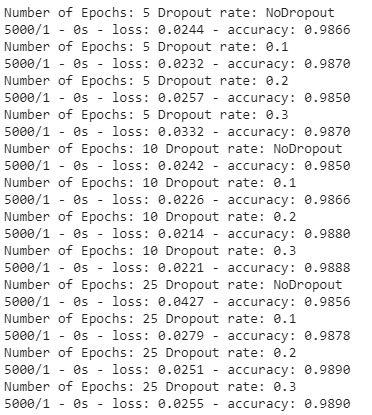 Number of Epochs: 5 Dropout rate: NoDropout
5000/1 - 0s - loss: 0.0244 - accuracy: 0.9866
Number of Epochs: 5 Dropout rate: 0.1
5000/1 - 0s - loss: 0.0232 - accuracy: 0.9870
Number of Epochs: 5 Dropout rate: 0.2
5000/1 - 0s - loss: 0.0257 - accuracy: 0.9850
Number of Epochs: 5 Dropout rate: 0.3
5000/1 - 0s - loss: 0.0332 - accuracy: 0.9870
Number of Epochs: 10 Dropout rate: NoDropout
5000/1 - 0s - loss: 0.0242 - accuracy: 0.9850
Number of Epochs: 10 Dropout rate: 0.1
5000/1 - 0s - loss: 0.0226 - accuracy: 0.9866
Number of Epochs: 10 Dropout rate: 0.2
5000/1 - 0s - loss: 0.0214 - accuracy: 0.9880
Number of Epochs: 10 Dropout rate: 0.3
5000/1 - 0s - loss: 0.0221 - accuracy: 0.9888
Number of Epochs: 25 Dropout rate: NoDropout
5000/1 - 0s - loss: 0.0427 - accuracy: 0.9856
Number of Epochs: 25 Dropout rate: 0.1
5000/1 - 0s - loss: 0.0279 - accuracy: 0.9878
Number of Epochs: 25 Dropout rate: 0.2
5000/1 - 0s - loss: 0.0251 - accuracy: 0.9890
Number of Epochs: 25 Dropout rate: 0.3
5000/1 - 0s - loss: 0.0255 - accuracy: 0.9890